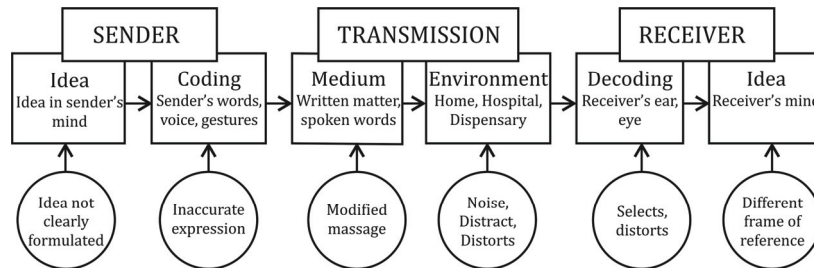 SENDER
TRANSMISSION
RECEIVER
Idea
Idea in sender's
mind
Coding
Sender's words,
voice, gestures
Medium
Written matter,
spoken words
Environment
Home, Hospital,
Dispensary
Decoding
Receiver's ear,
eye
Idea
Receiver's mind
Idea not
clearly
formulated
Inaccurate
expression
Modified
massage
Noise,
Distract,
Distorts
Selects,
distorts
Different
frame of
reference